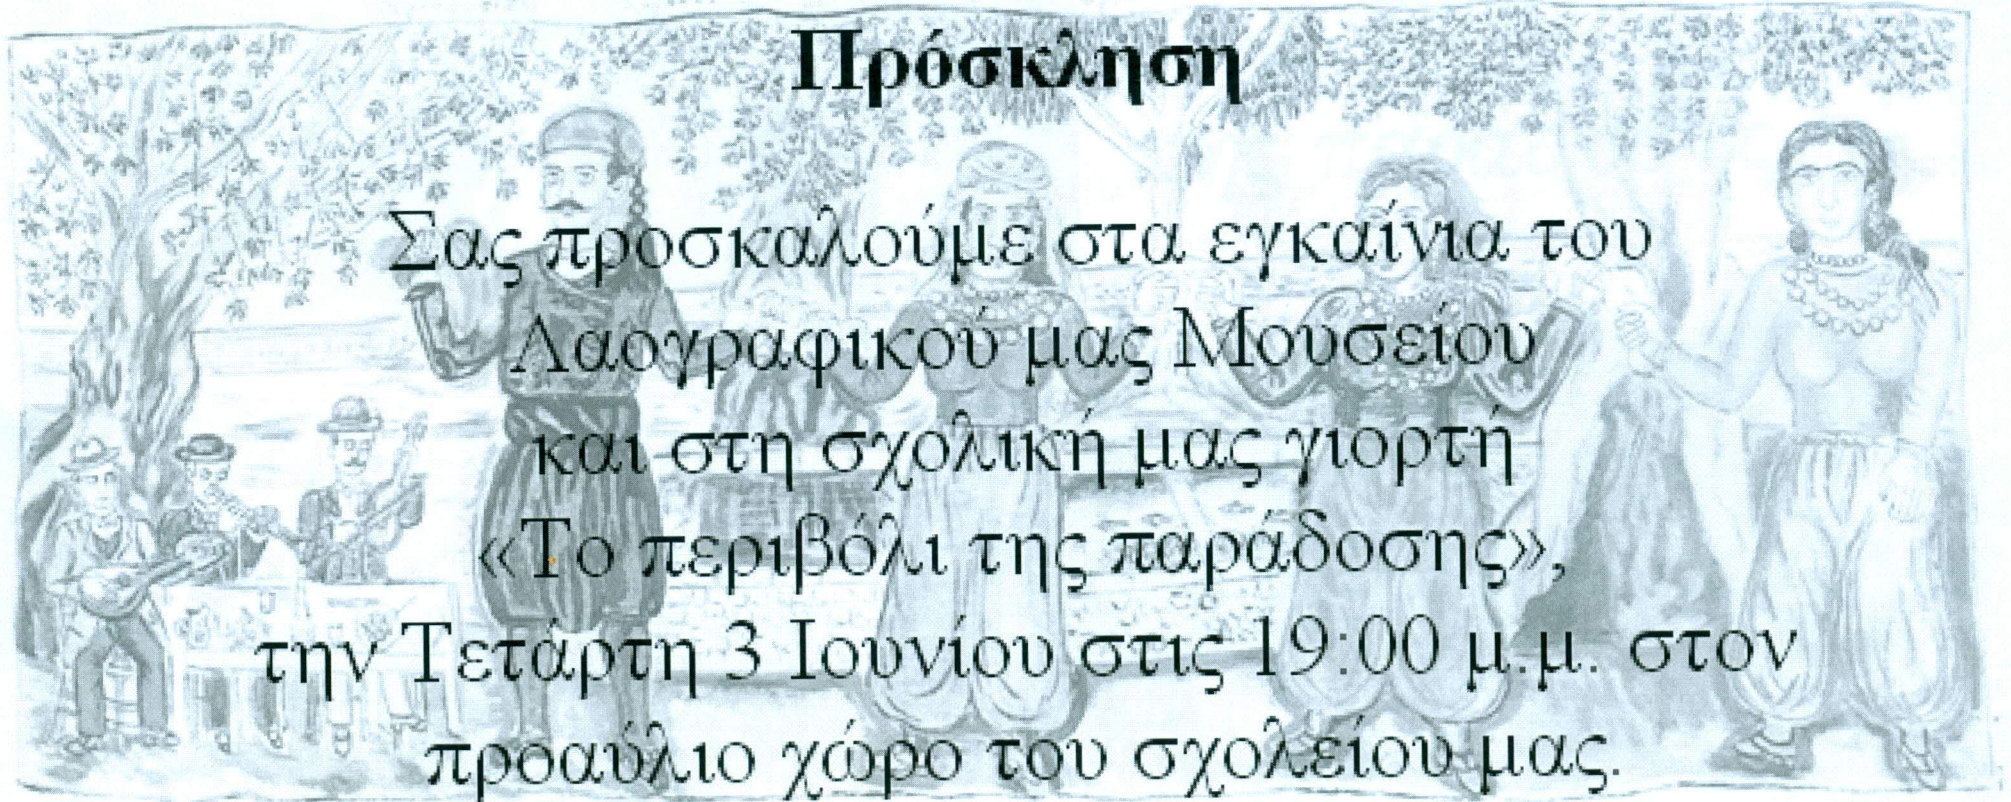 Πρόσκληση
Σας προσκαλούμε στα εγκαίνια του
Λαογραφικού μας Μουσείου
και στη σχολική μας γιορτή
«Το περιβόλι της παράδοσης»,
την Τετάρτη 3 Ιουνίου στις 19:00 μ.μ. στον
προαύλιο χώρο του σχολείου μας.